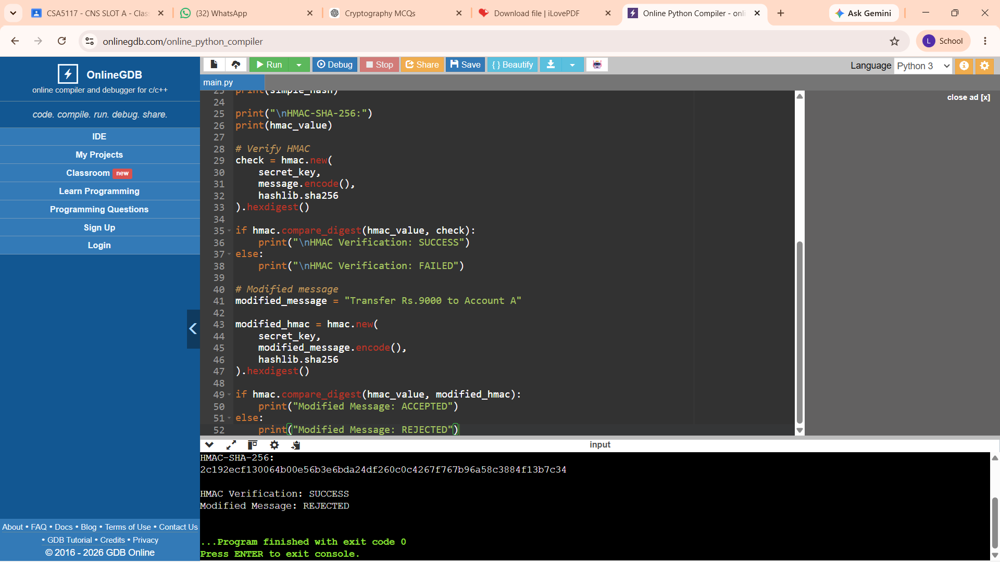 CSA5117 - CNS SLOT A - Clas
(32) WhatsApp
Cryptography MCQs
Download file | iLovePDF
Online Python Compiler - onli
Ask Gemini
onlinegdb.com/online_python_compiler
L School
OnlineGDB
online compiler and debugger for c/c++
code. compile. run. debug. share.
IDE
My Projects
Classroom new
Learn Programming
Programming Questions
Sign Up
Login
About • FAQ • Docs • Blog • Terms of Use • Contact Us
• GDB Tutorial • Credits • Privacy
© 2016 - 2026 GDB Online
Run
Debug
Stop
Share
Save
{ } Beautify
Language Python 3
main.py
close ad [x]
23 print(simple_hash)
24
25 print("\nHMAC-SHA-256:")
26 print(hmac_value)
27
28 # Verify HMAC
29 check = hmac.new(
30 secret_key,
31 message.encode(),
32 hashlib.sha256
33 ).hexdigest()
34
35 if hmac.compare_digest(hmac_value, check):
36 print("\nHMAC Verification: SUCCESS")
37 else:
38 print("\nHMAC Verification: FAILED")
39
40 # Modified message
41 modified_message = "Transfer Rs.9000 to Account A"
42
43 modified_hmac = hmac.new(
44 secret_key,
45 modified_message.encode(),
46 hashlib.sha256
47 ).hexdigest()
48
49 if hmac.compare_digest(hmac_value, modified_hmac):
50 print("Modified Message: ACCEPTED")
51 else:
52 print("Modified Message: REJECTED")
input
HMAC-SHA-256:
2c192ecf130064b00e56b3e6bda24df260c0c4267f767b96a58c3884f13b7c34
HMAC Verification: SUCCESS
Modified Message: REJECTED
...Program finished with exit code 0
Press ENTER to exit console.